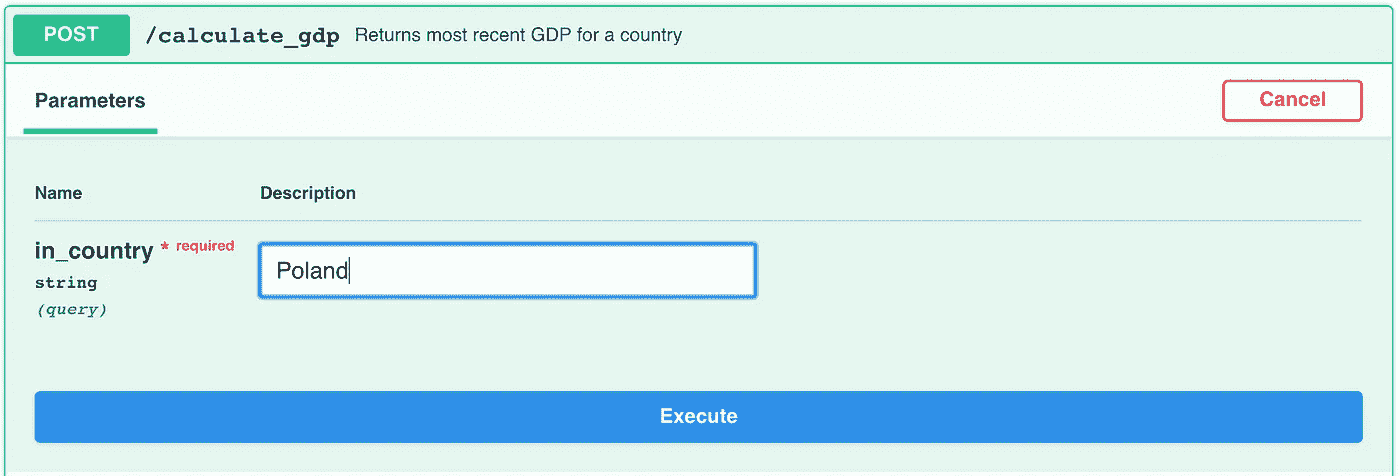 POST /calculate_gdp Returns most recent GDP for a country
Parameters Cancel
Name Description
in_country * required Poland
string
(query)
Execute